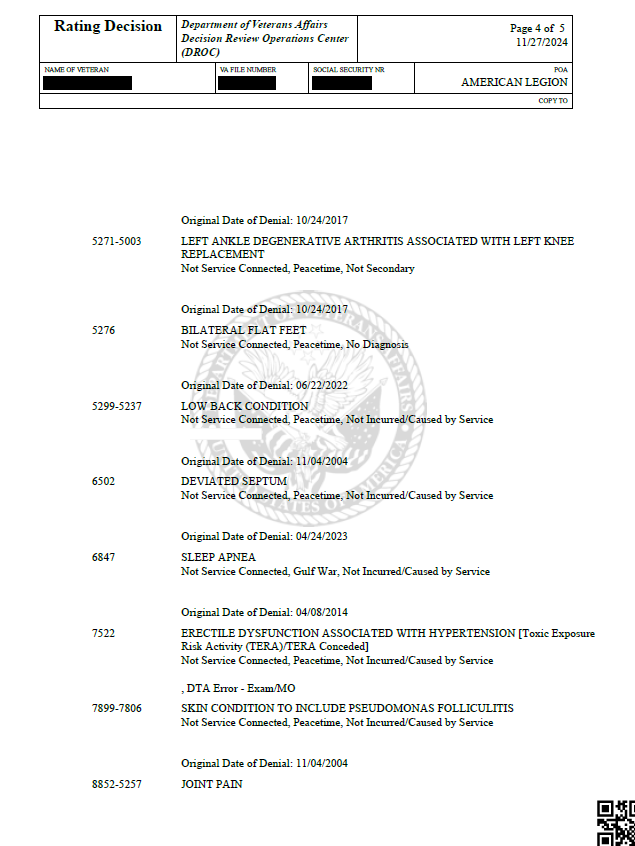 Rating Decision
Department of Veterans Affairs
Decision Review Operations Center
(DROC)
Page 4 of 5
11/27/2024
NAME OF VETERAN
VA FILE NUMBER
SOCIAL SECURITY NR
POA
AMERICAN LEGION
COPY TO
Original Date of Denial: 10/24/2017
5271-5003
LEFT ANKLE DEGENERATIVE ARTHRITIS ASSOCIATED WITH LEFT KNEE
REPLACEMENT
Not Service Connected, Peacetime, Not Secondary
Original Date of Denial: 10/24/2017
5276
BILATERAL FLAT FEET
Not Service Connected, Peacetime, No Diagnosis
Original Date of Denial: 06/22/2022
5299-5237
LOW BACK CONDITION
Not Service Connected, Peacetime, Not Incurred/Caused by Service
Original Date of Denial: 11/04/2004
6502
DEVIATED SEPTUM
Not Service Connected, Peacetime, Not Incurred/Caused by Service
Original Date of Denial: 04/24/2023
6847
SLEEP APNEA
Not Service Connected, Gulf War, Not Incurred/Caused by Service
Original Date of Denial: 04/08/2014
7522
ERECTILE DYSFUNCTION ASSOCIATED WITH HYPERTENSION [Toxic Exposure
Risk Activity (TERA)/TERA Conceded]
Not Service Connected, Peacetime, Not Incurred/Caused by Service
, DTA Error - Exam/MO
7899-7806
SKIN CONDITION TO INCLUDE PSEUDOMONAS FOLLICULITIS
Not Service Connected, Peacetime, Not Incurred/Caused by Service
Original Date of Denial: 11/04/2004
8852-5257
JOINT PAIN